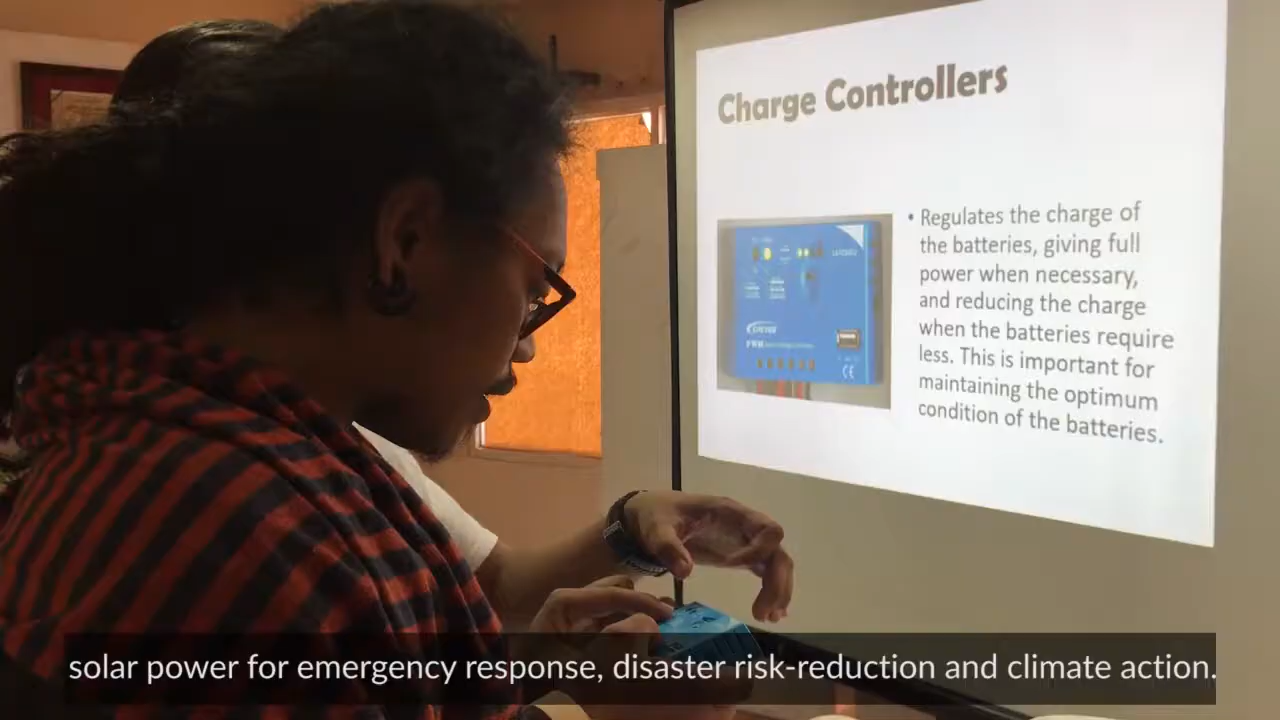 Charge Controllers
• Regulates the charge of
the batteries, giving full
power when necessary,
and reducing the charge
when the batteries require
less. This is important for
maintaining the optimum
condition of the batteries.
PWM
CE
solar power for emergency response, disaster risk-reduction and climate action.